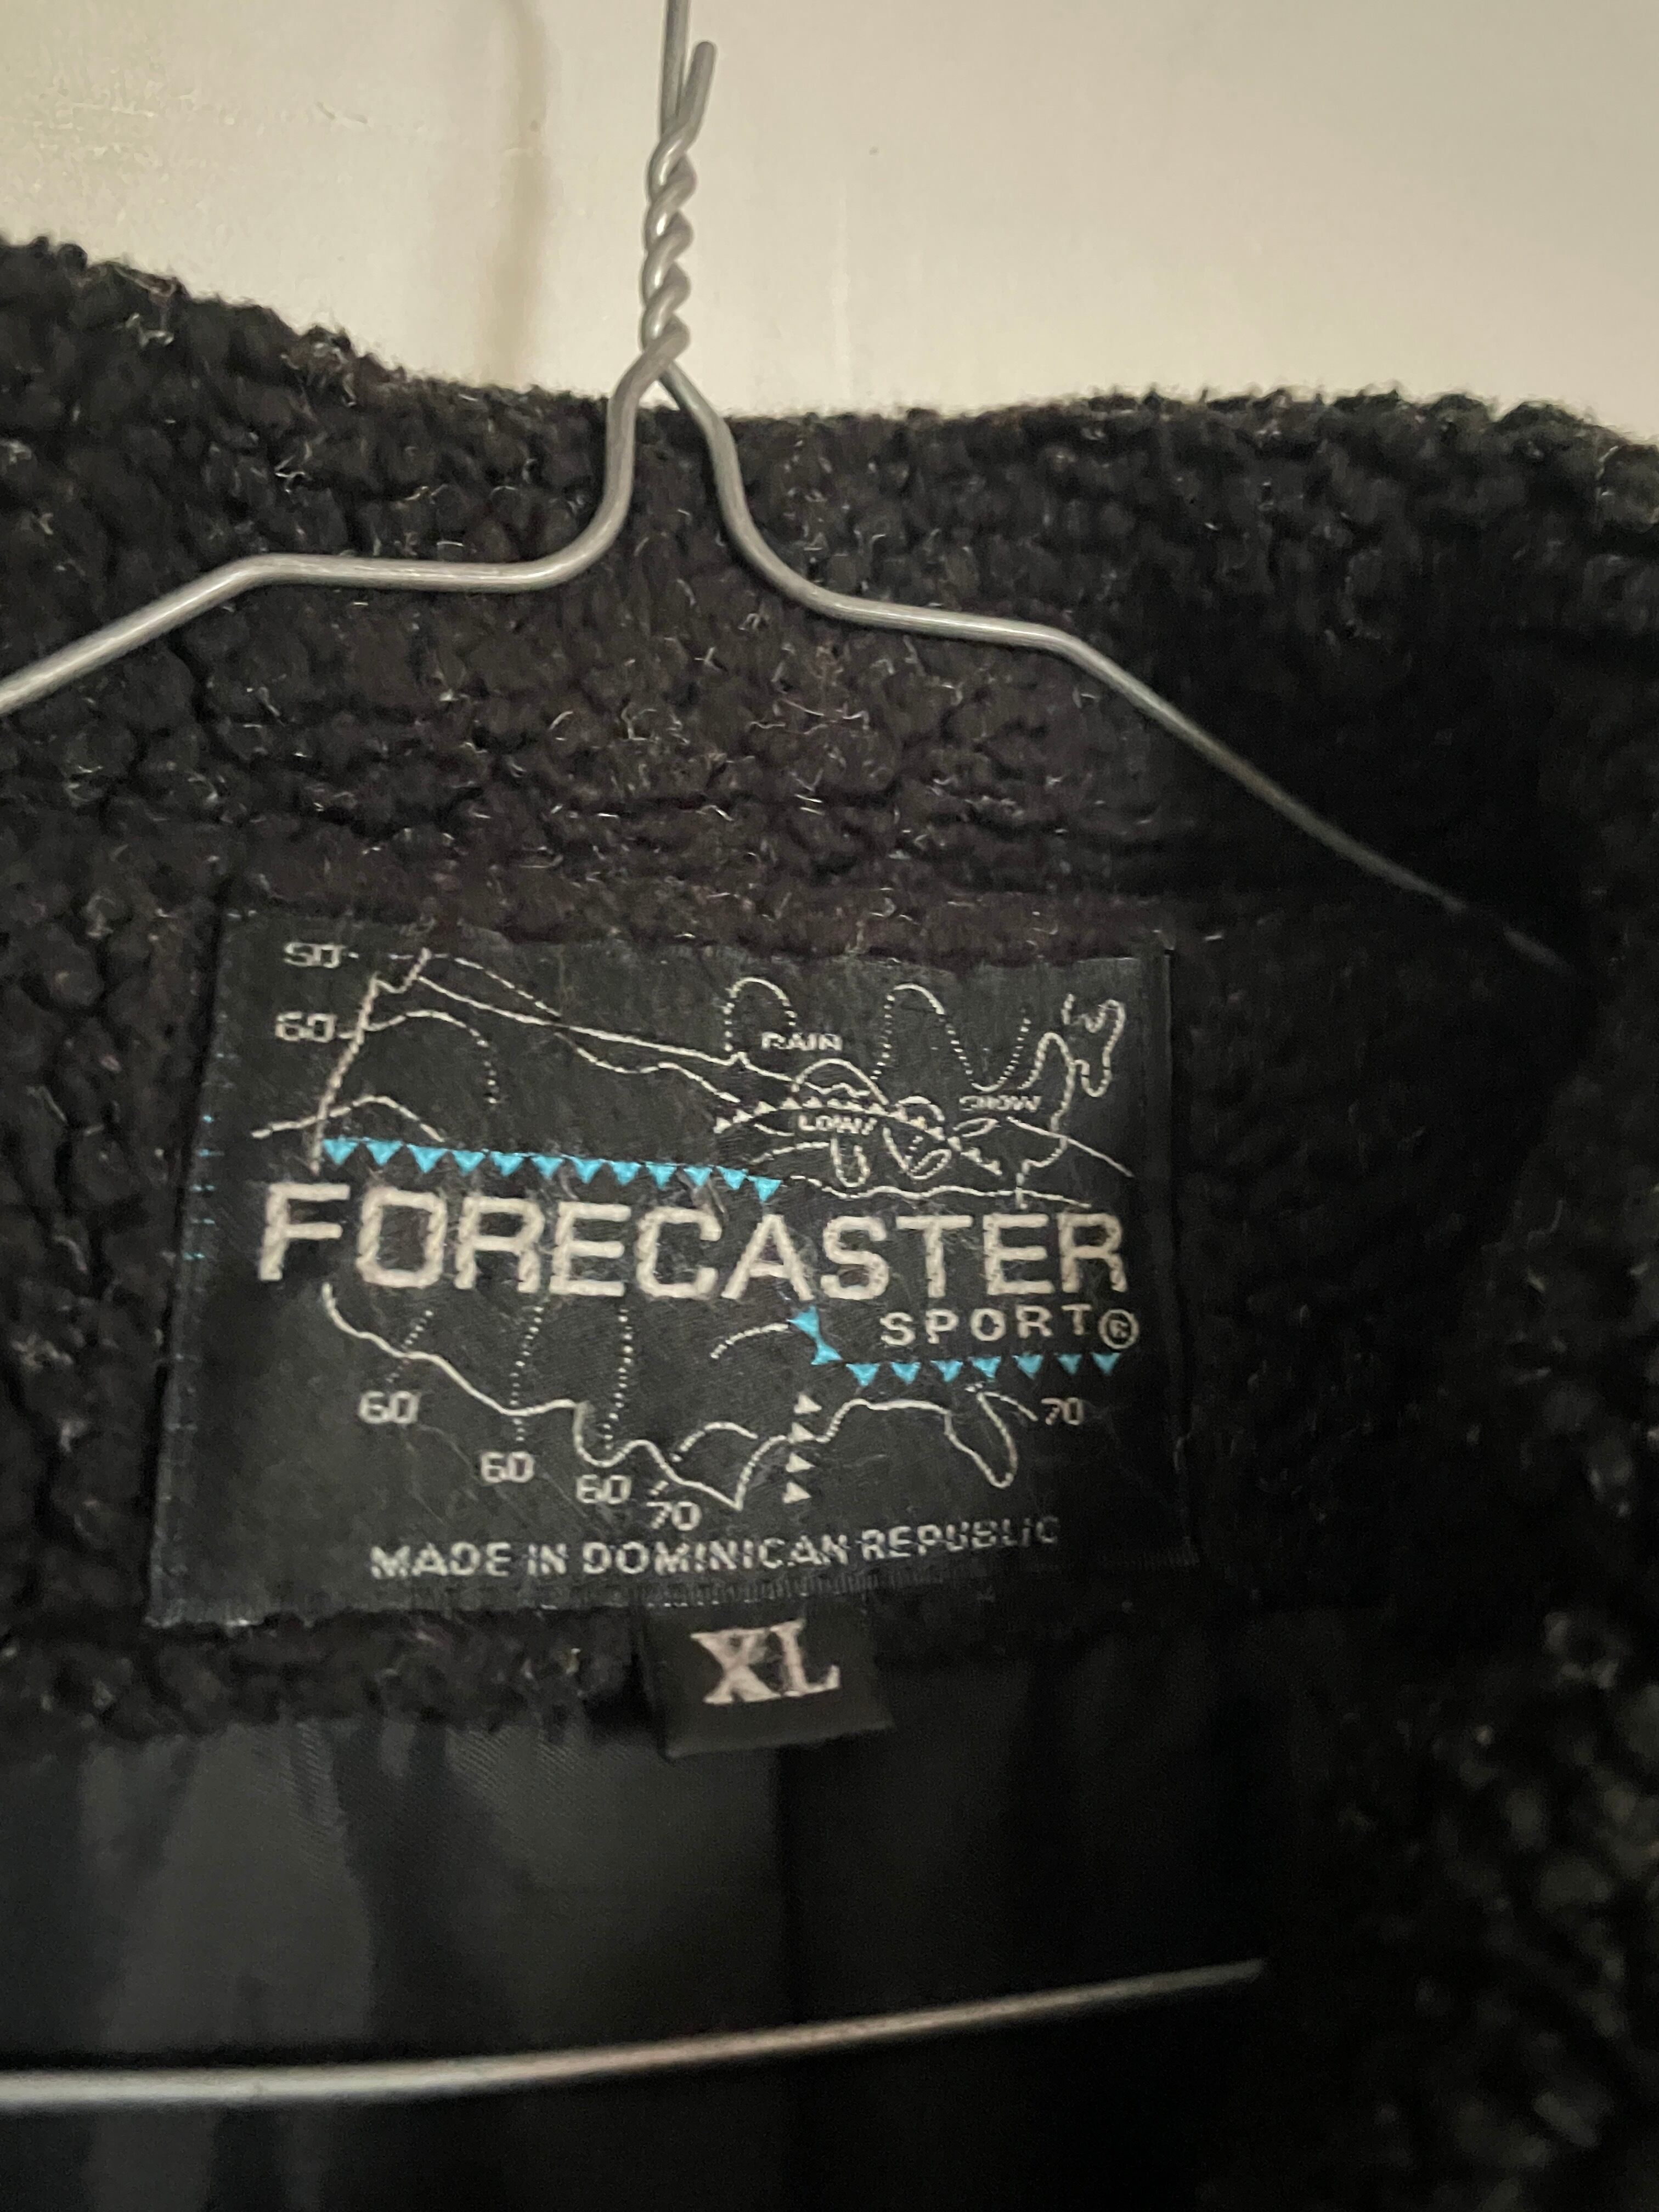 50
60
RAIN
SNOW
LOW
FORECASTER
SPORT®
60
70
60
60
70
MADE IN DOMINICAN REPUBLIC
XL